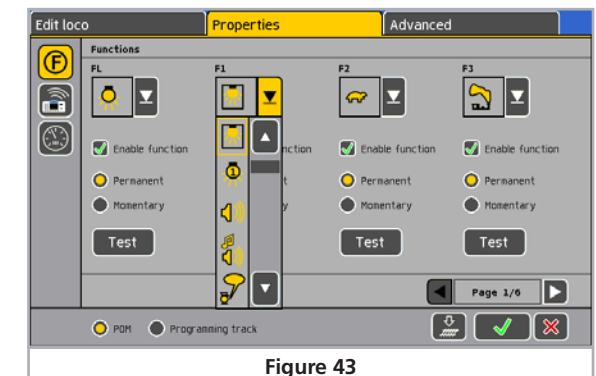 Edit loco Properties Advanced
Functions
FL F1 F2 F3
Enable function nction Enable function Enable function
Permanent t Permanent Permanent
Momentary y Momentary Momentary
Test Test Test
Page 1/6
POM Programming track
Figure 43